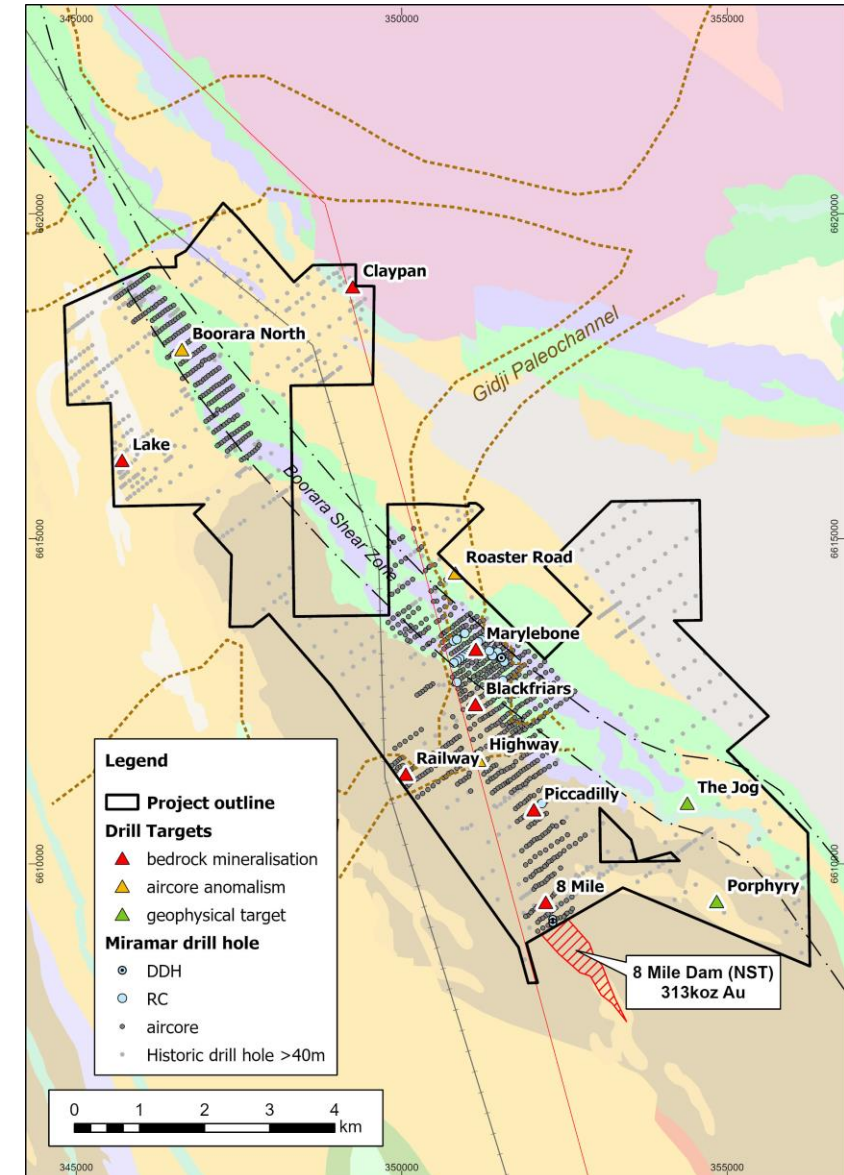 345000
350000
355000
6620000
6620000
Claypan
Boorara North
Gidji Paleochannel
Lake
Boorara Shear Zone
6615000
6615000
Roaster Road
Marylebone
Blackfriars
Highway
Railway
Piccadilly
The Jog
6610000
6610000
8 Mile
Porphyry
8 Mile Dam (NST)
313koz Au
Legend
Project outline
Drill Targets
bedrock mineralisation
aircore anomalism
geophysical target
Miramar drill hole
DDH
RC
aircore
Historic drill hole >40m
0 1 2 3 4
km
345000
350000
355000